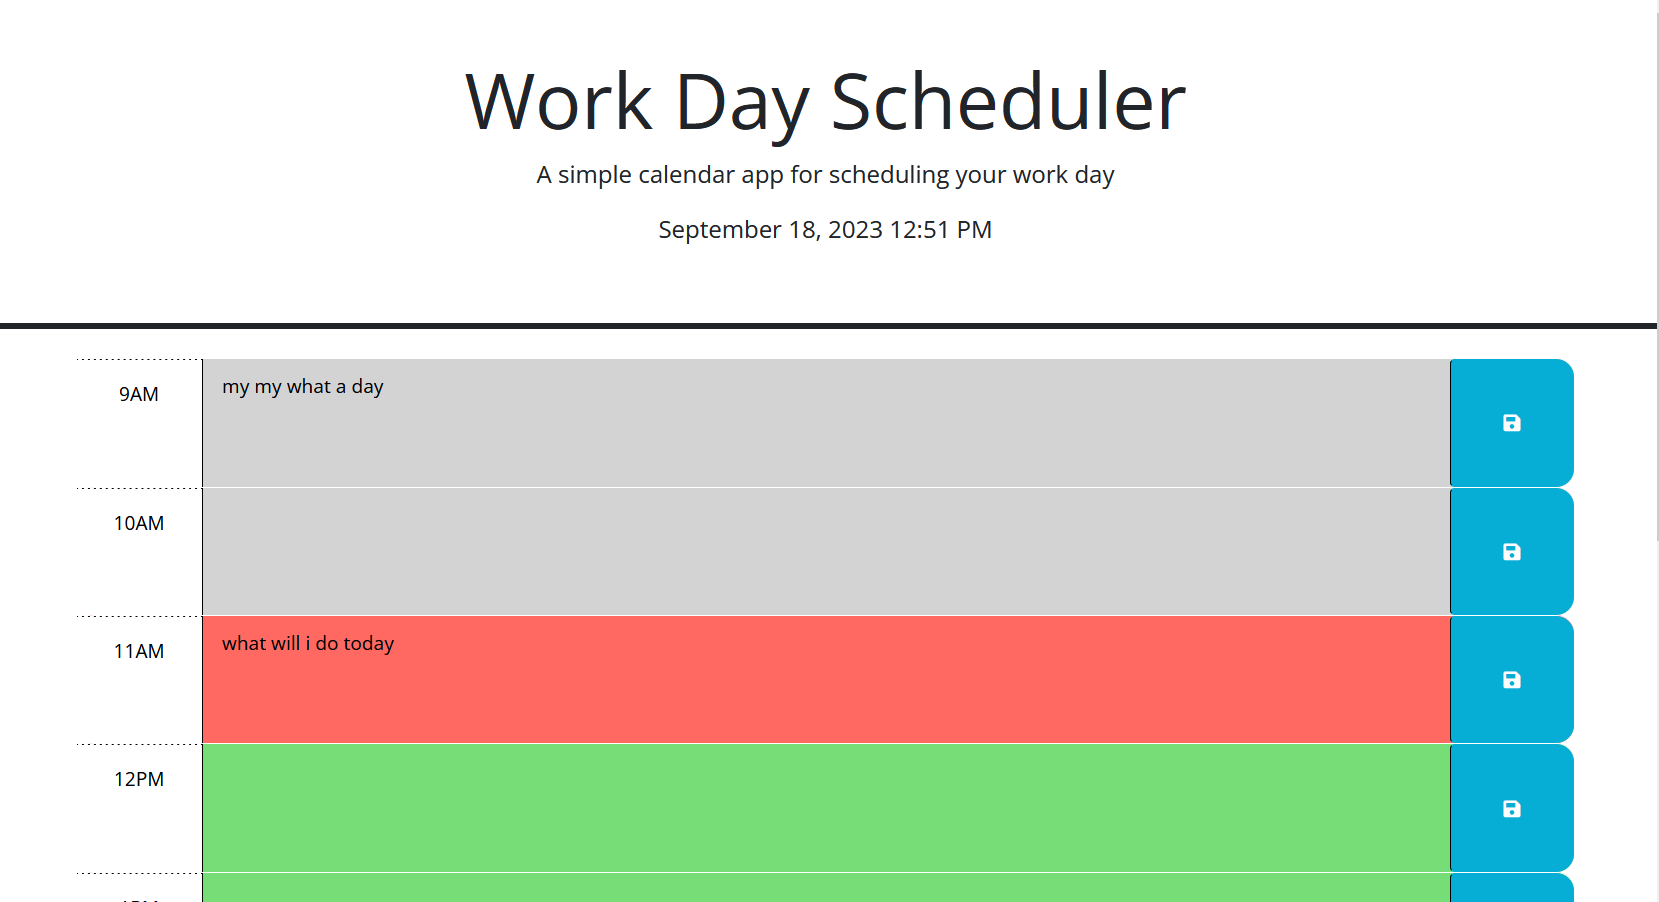 Work Day Scheduler
A simple calendar app for scheduling your work day
September 18, 2023 12:51 PM
9AM
my my what a day
10AM
11AM
what will i do today
12PM